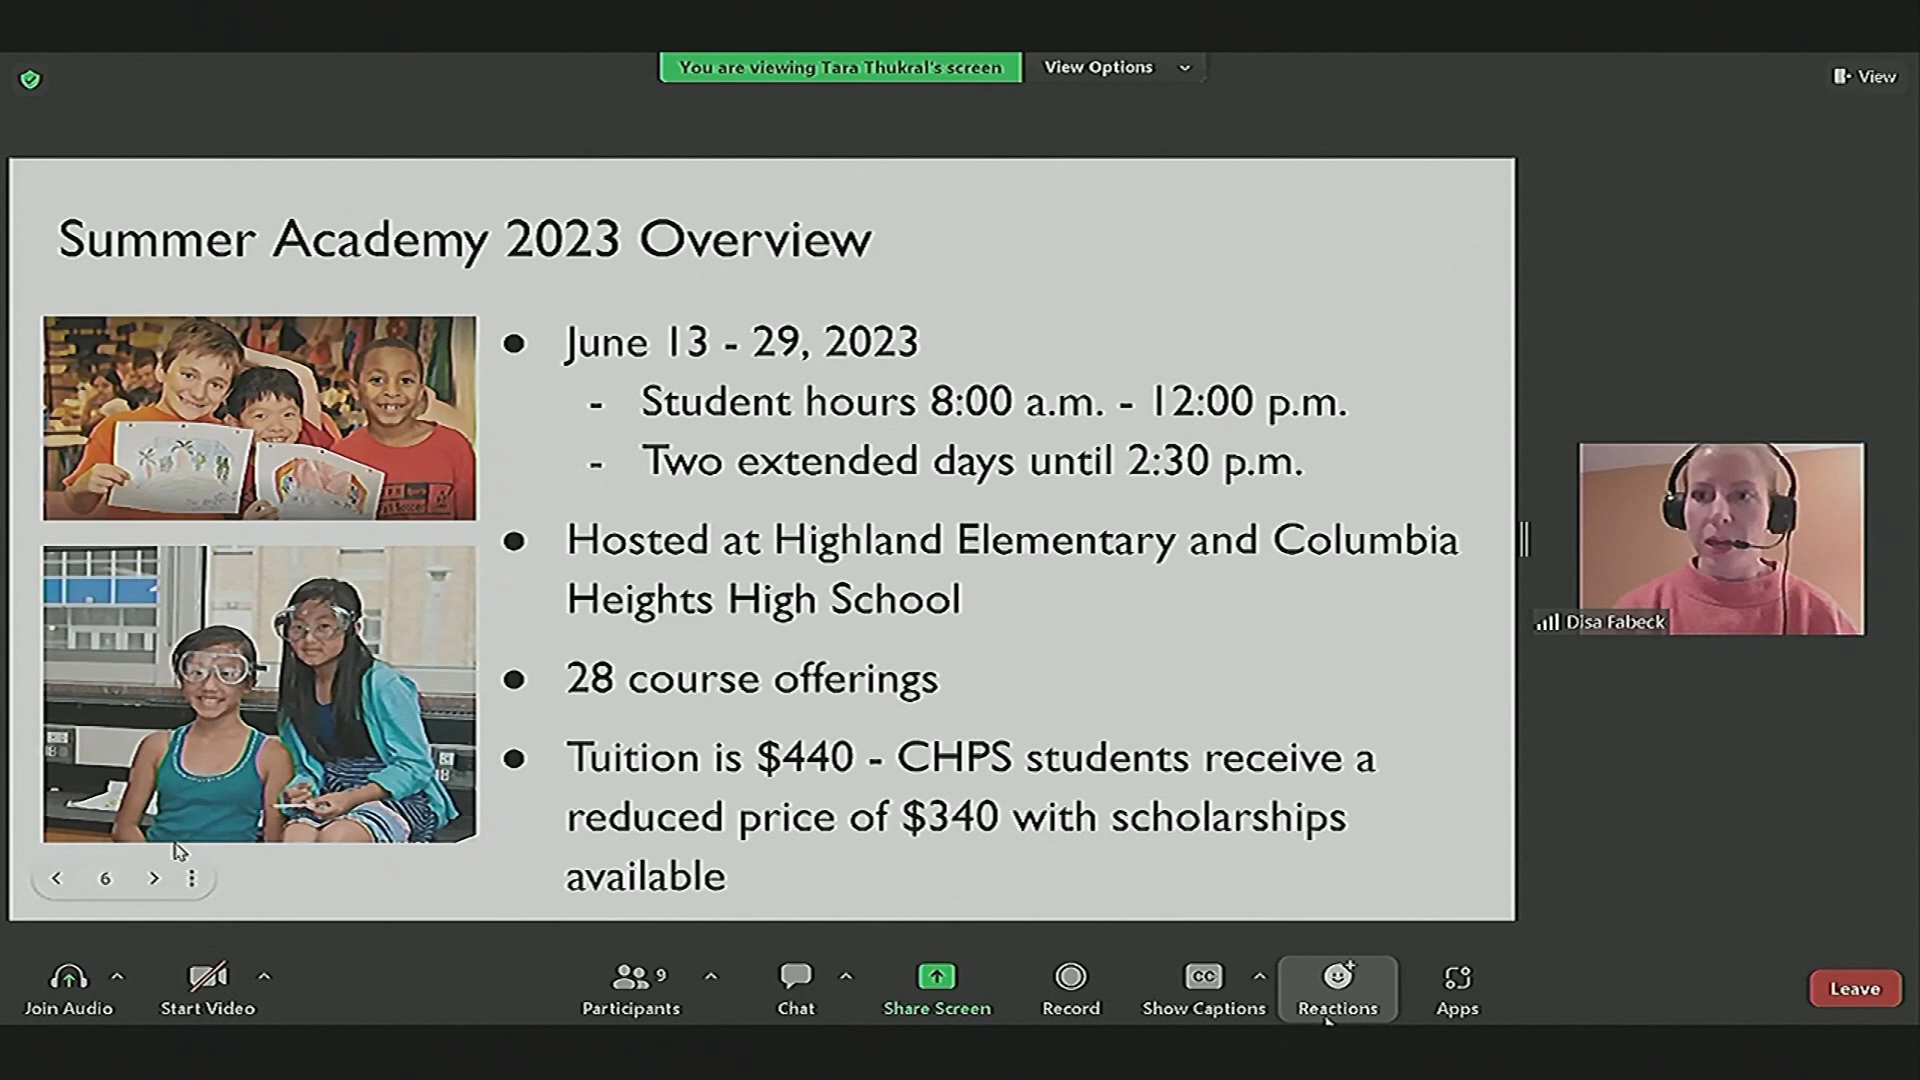 You are viewing Tara Thukral's screen
View Options
View
Summer Academy 2023 Overview
● June 13 - 29, 2023
- Student hours 8:00 a.m. - 12:00 p.m.
- Two extended days until 2:30 p.m.
● Hosted at Highland Elementary and Columbia
Heights High School
● 28 course offerings
● Tuition is $440 - CHPS students receive a
reduced price of $340 with scholarships
available
6
Disa Fabeck
Join Audio
Start Video
9
Participants
Chat
Share Screen
Record
CC
Show Captions
Reactions
Apps
Leave